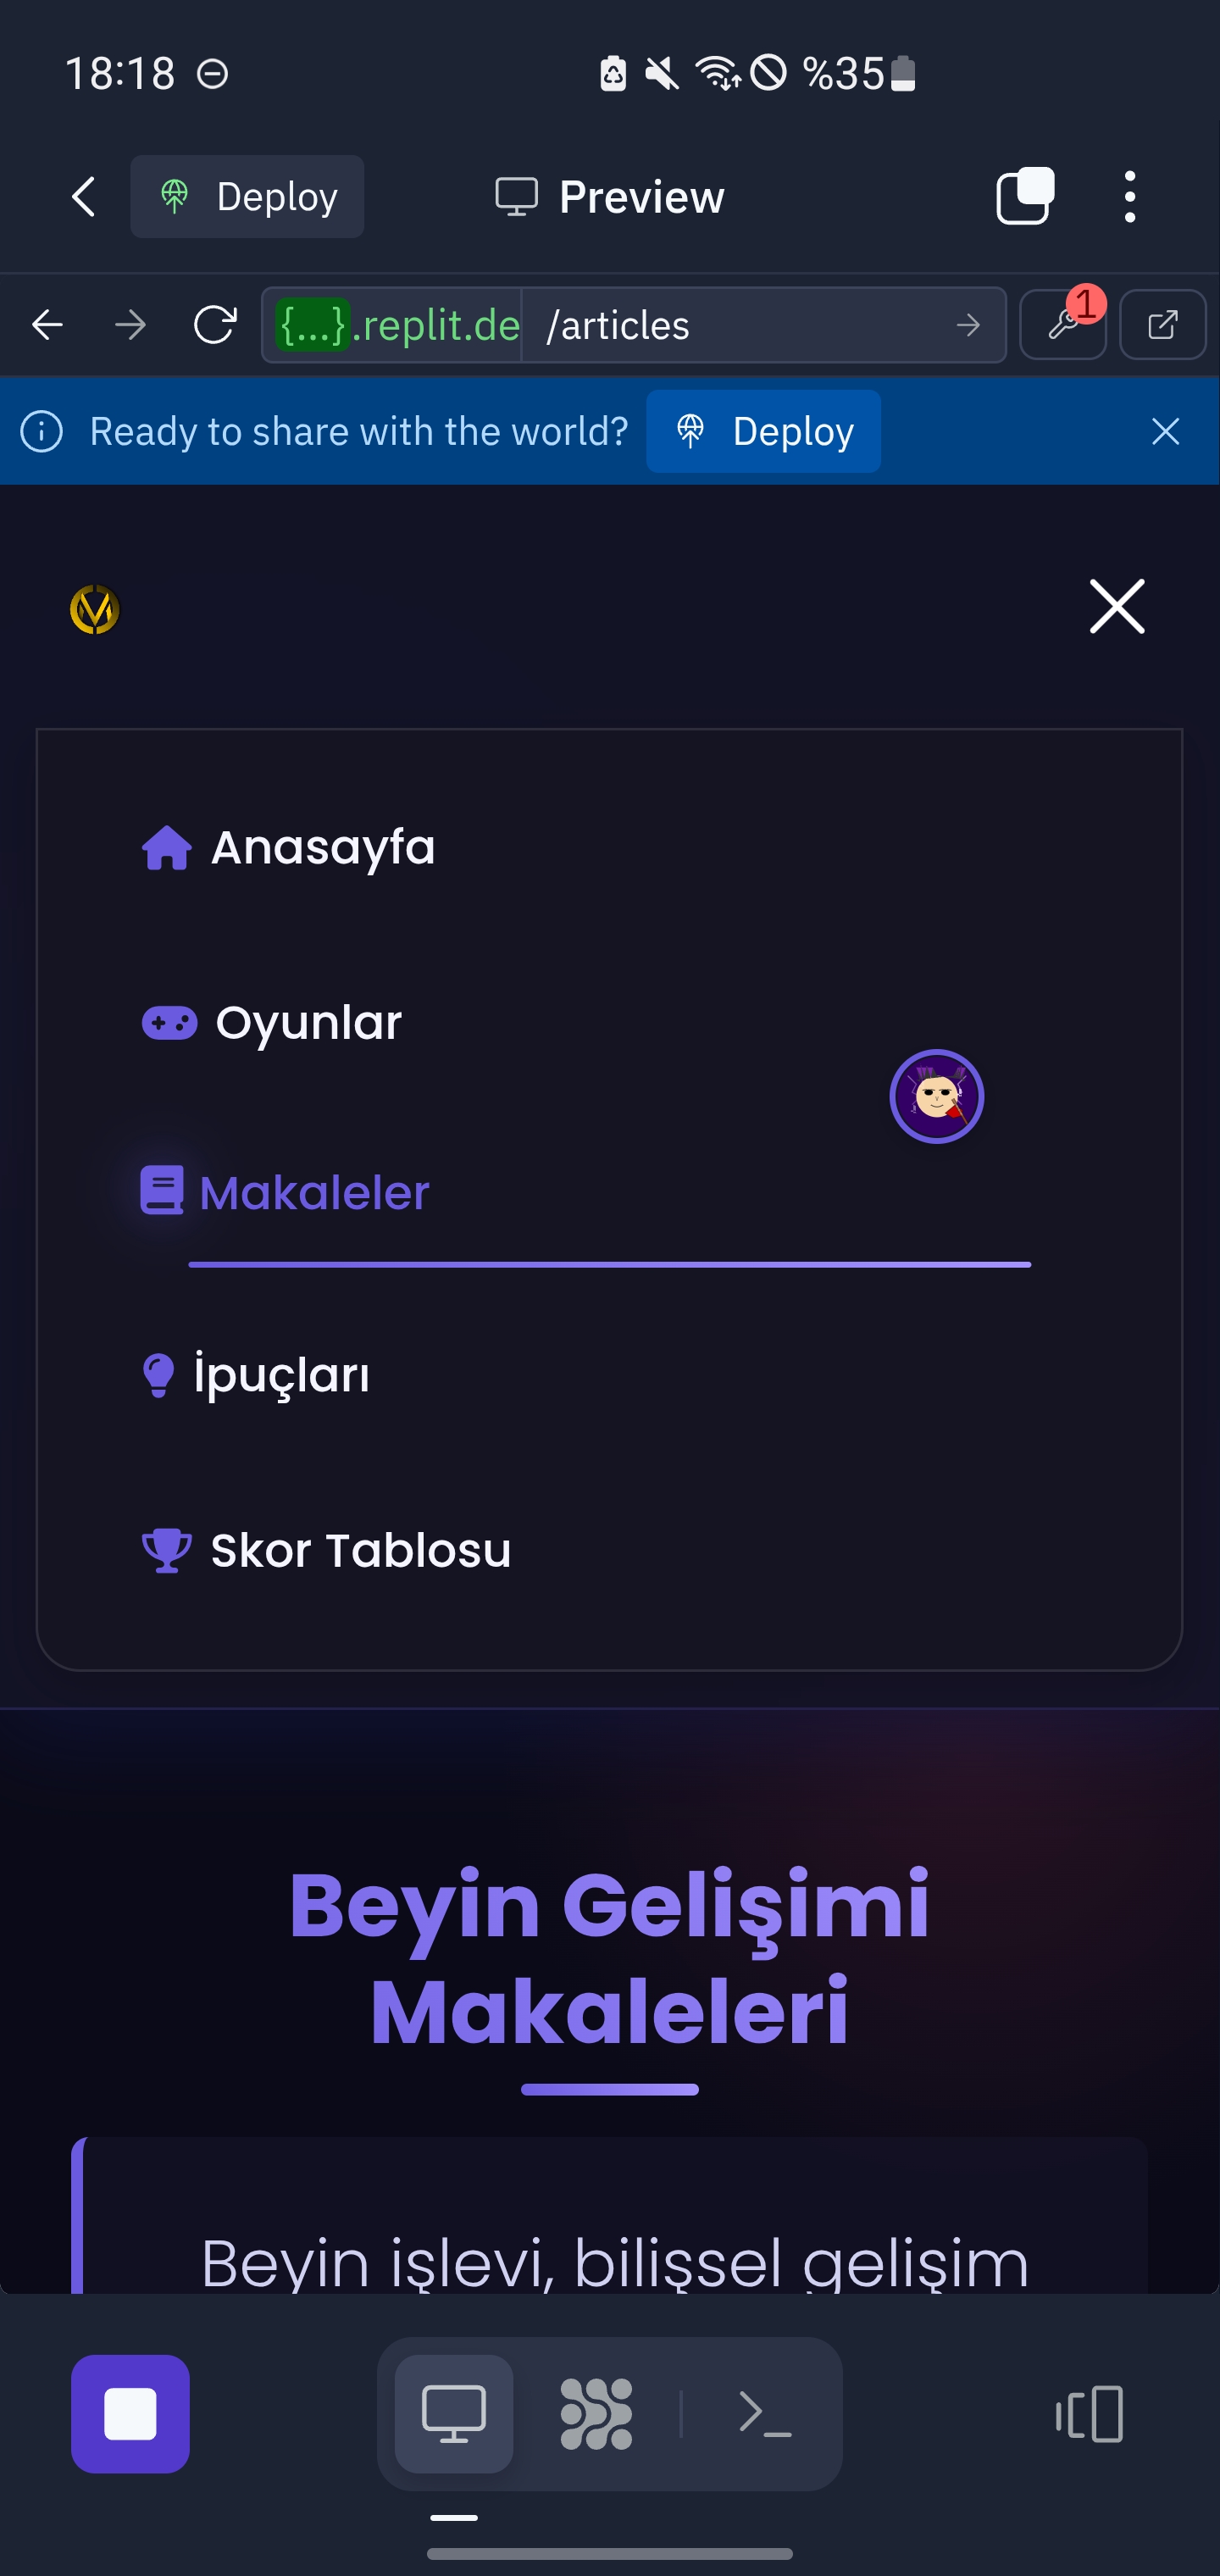 18:18
%35
Deploy
Preview
{...}.replit.de
/articles
1
Ready to share with the world?
Deploy
Anasayfa
Oyunlar
Makaleler
İpuçları
Skor Tablosu
Beyin Gelişimi
Makaleleri
Beyin işlevi, bilişsel gelişim